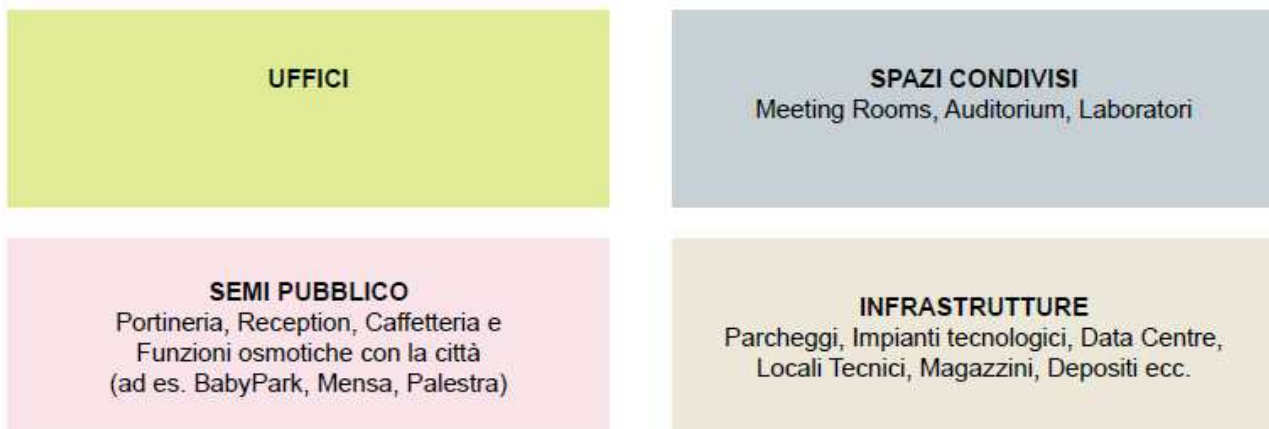 UFFICI
SPAZI CONDIVISI
Meeting Rooms, Auditorium, Laboratori
SEMI PUBBLICO
Portineria, Reception, Caffetteria e
Funzioni osmotiche con la città
(ad es. BabyPark, Mensa, Palestra)
INFRASTRUTTURE
Parcheggi, Impianti tecnologici, Data Centre,
Locali Tecnici, Magazzini, Depositi ecc.